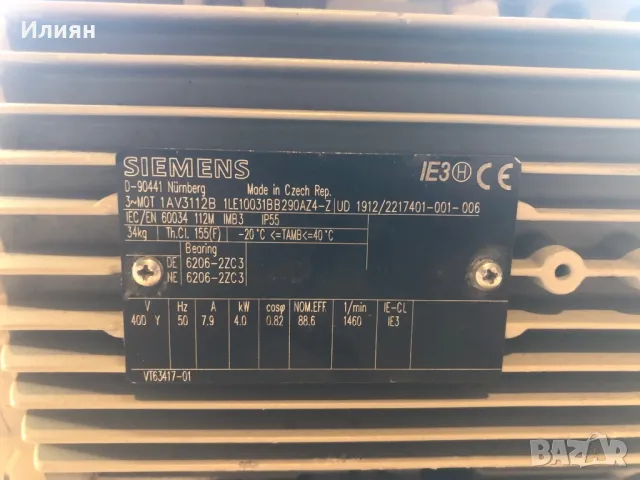 Илиян
SIEMENS
IE3 H CE
D-90441 Nürnberg Made in Czech Rep.
3~MOT 1AV3112B 1LE10031BB290AZ4-Z UD 1912/2217401-001-006
IEC/EN 60034 112M IMB3 IP55
34kg Th.Cl. 155(F) -20°C <=TAMB<=40°C
Bearing
DE 6206-2ZC3
NE 6206-2ZC3
V Hz A kW cosφ NOM.EFF. 1/min IE-CL
400 Y 50 7.9 4.0 0.82 88.6 1460 IE3
VT63417-01
BAZAR